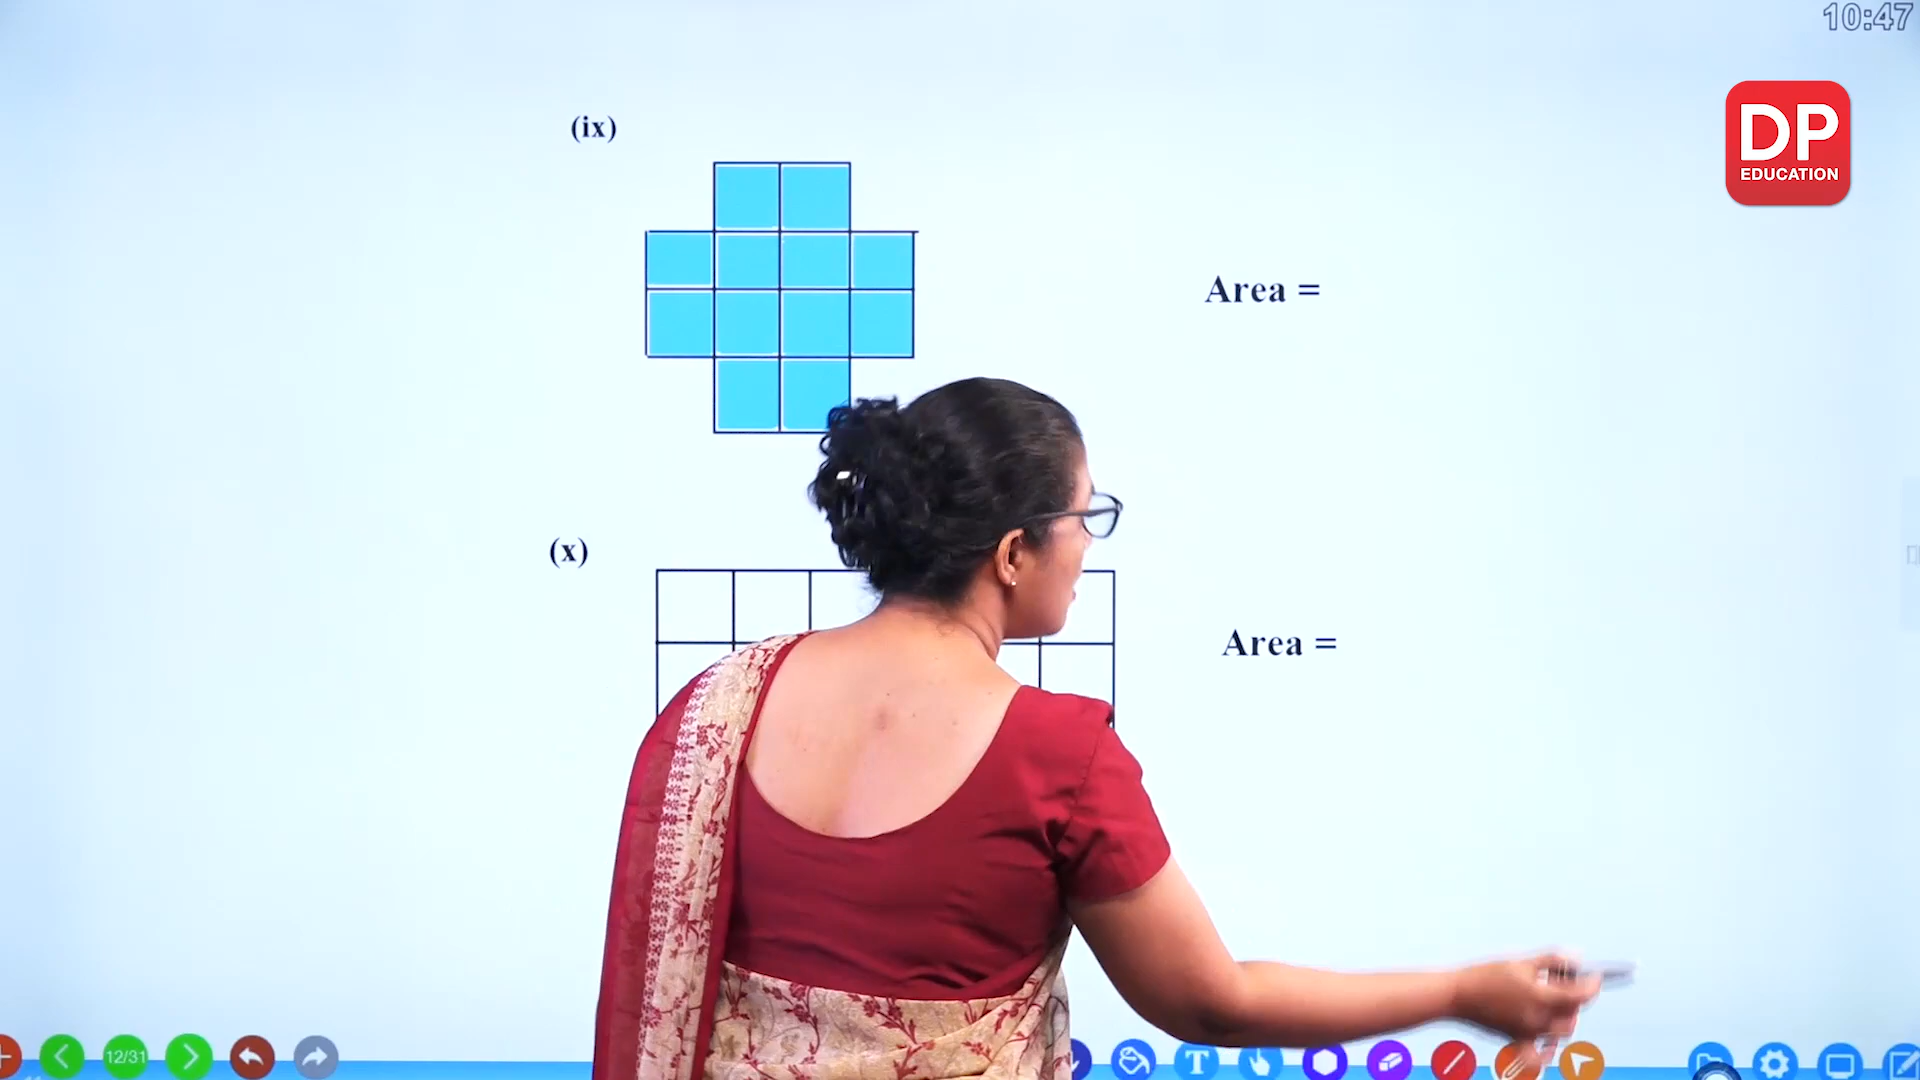 10:47
DP
EDUCATION
(ix)
Area =
(x)
Area =
12/31
T